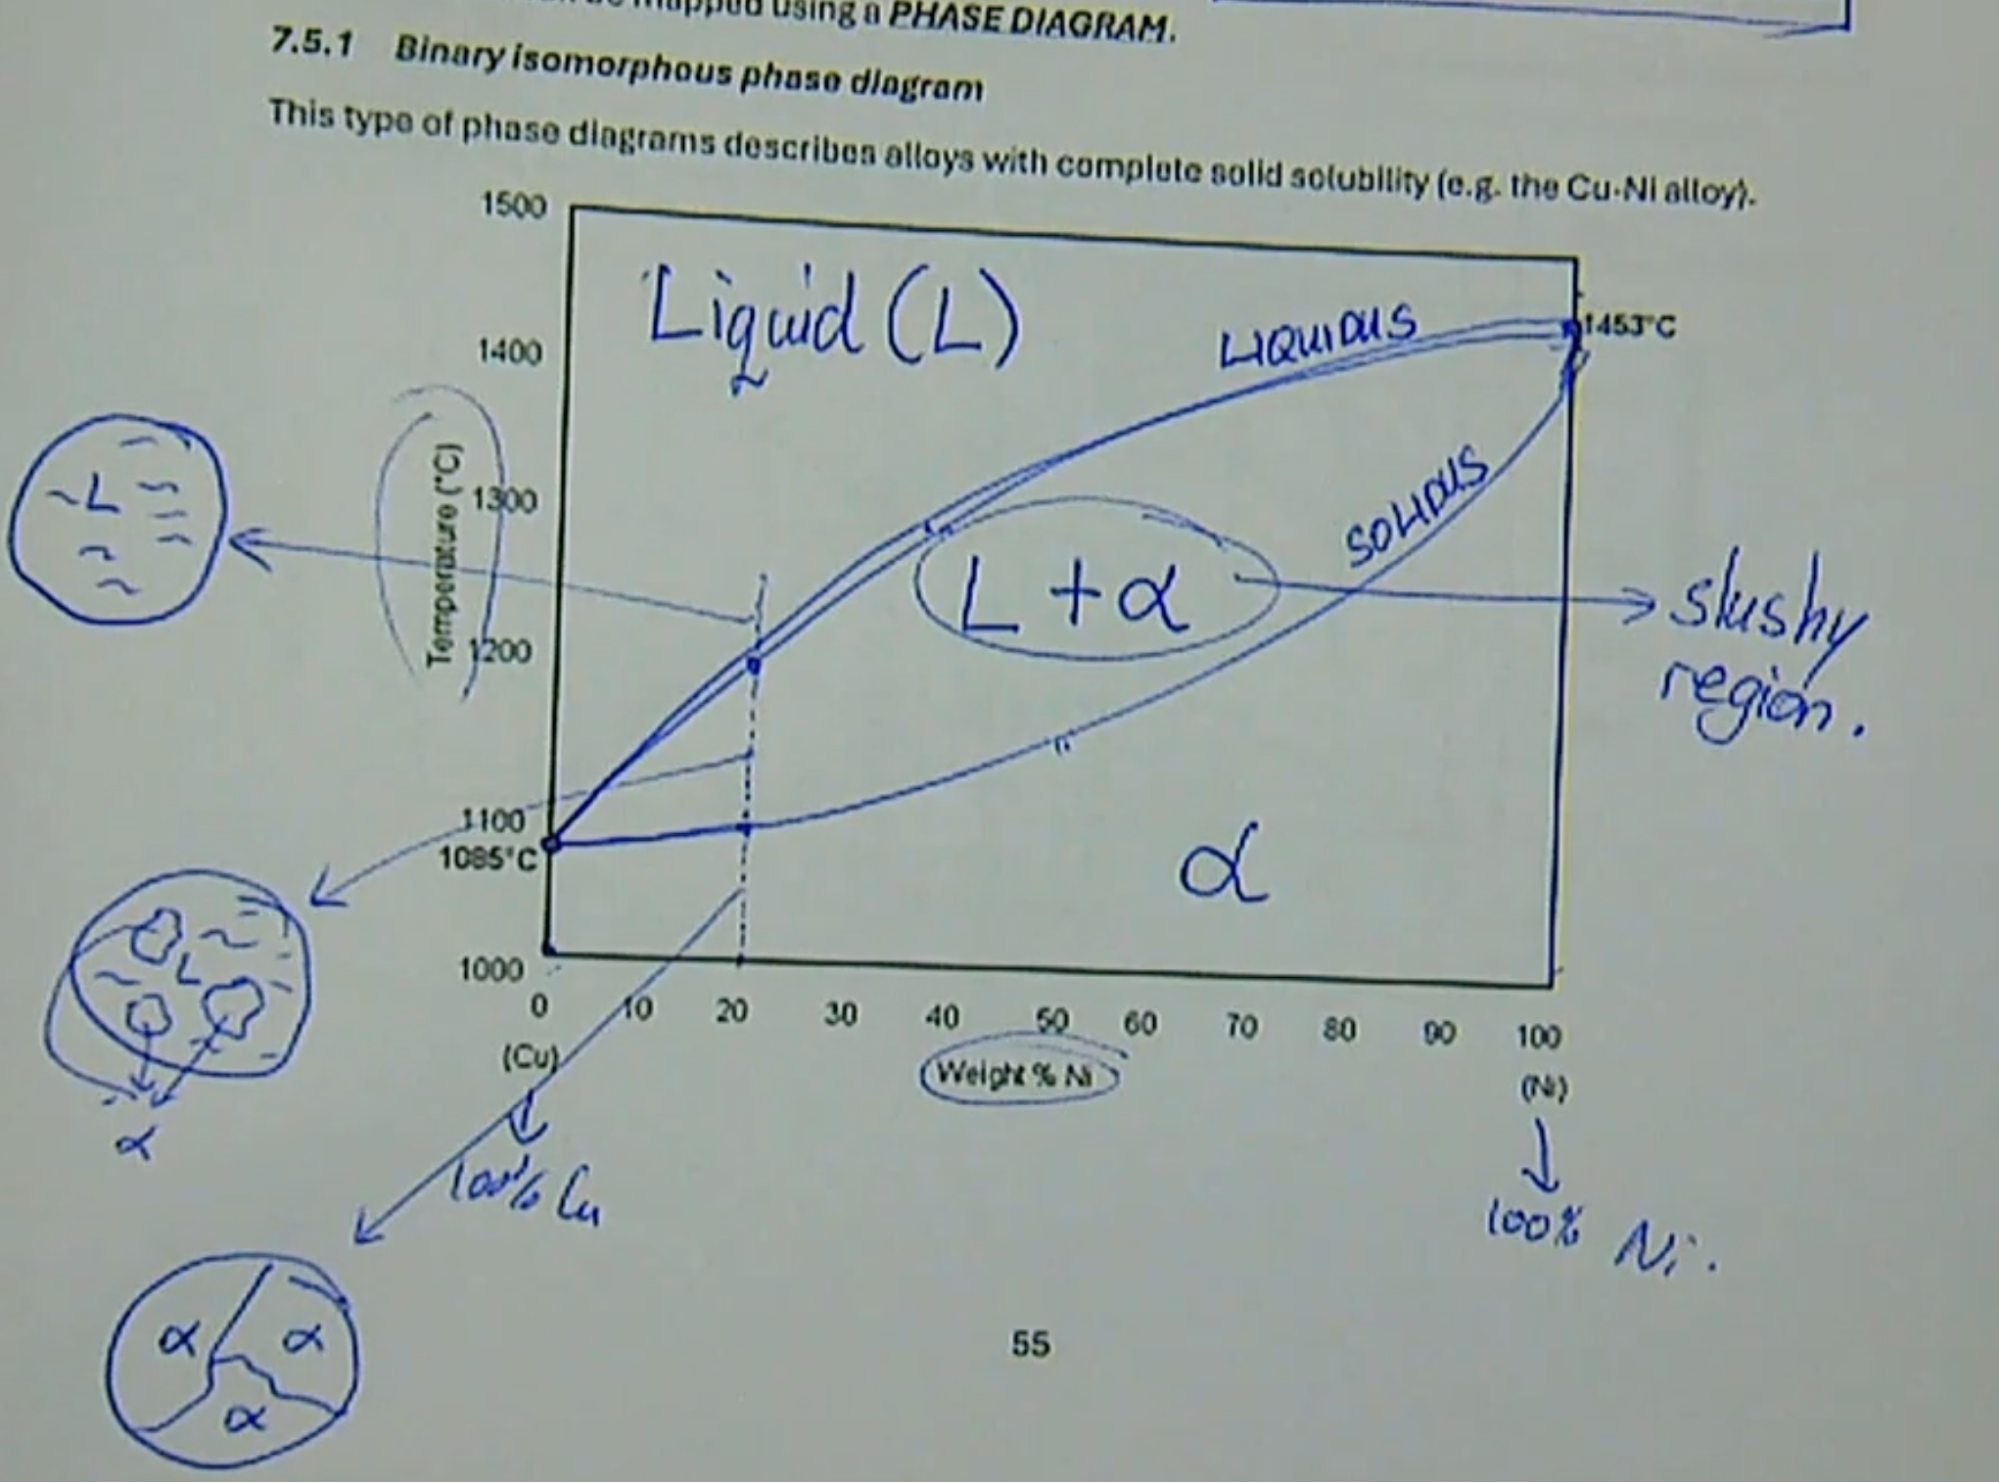 mapped using a PHASE DIAGRAM.
7.5.1 Binary isomorphous phase diagram
This type of phase diagrams describes alloys with complete solid solubility (e.g. the Cu-Ni alloy).
1500
Liquid (L)
LIQUIDUS
1453°C
1400
~L
Temperature (°C)
1300
SOLIDUS
L + α
slushy
region.
1200
1100
1085°C
α
L
1000
0 10 20 30 40 50 60 70 80 90 100
(Cu)
Weight % Ni
(Ni)
α
100% Cu
100% Ni.
α α
α
55